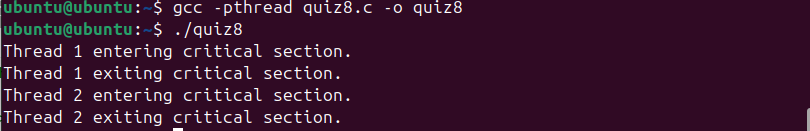 ubuntu@ubuntu:~$ gcc -pthread quiz8.c -o quiz8
ubuntu@ubuntu:~$ ./quiz8
Thread 1 entering critical section.
Thread 1 exiting critical section.
Thread 2 entering critical section.
Thread 2 exiting critical section.